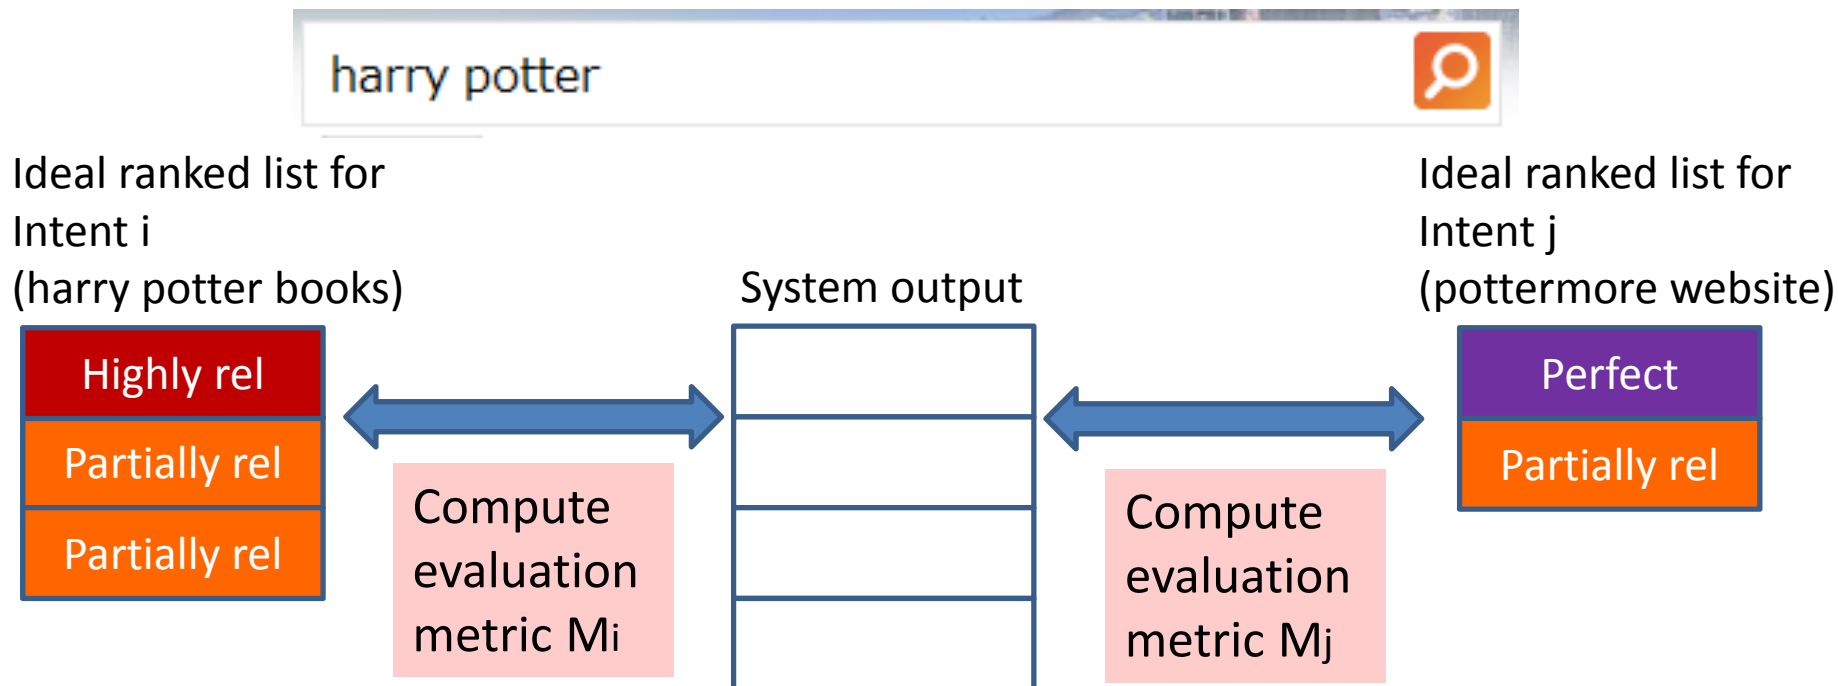 harry potter
Ideal ranked list for
Intent i
(harry potter books)
Highly rel
Partially rel
Partially rel
Compute
evaluation
metric Mi
System output
Ideal ranked list for
Intent j
(pottermore website)
Perfect
Partially rel
Compute
evaluation
metric Mj